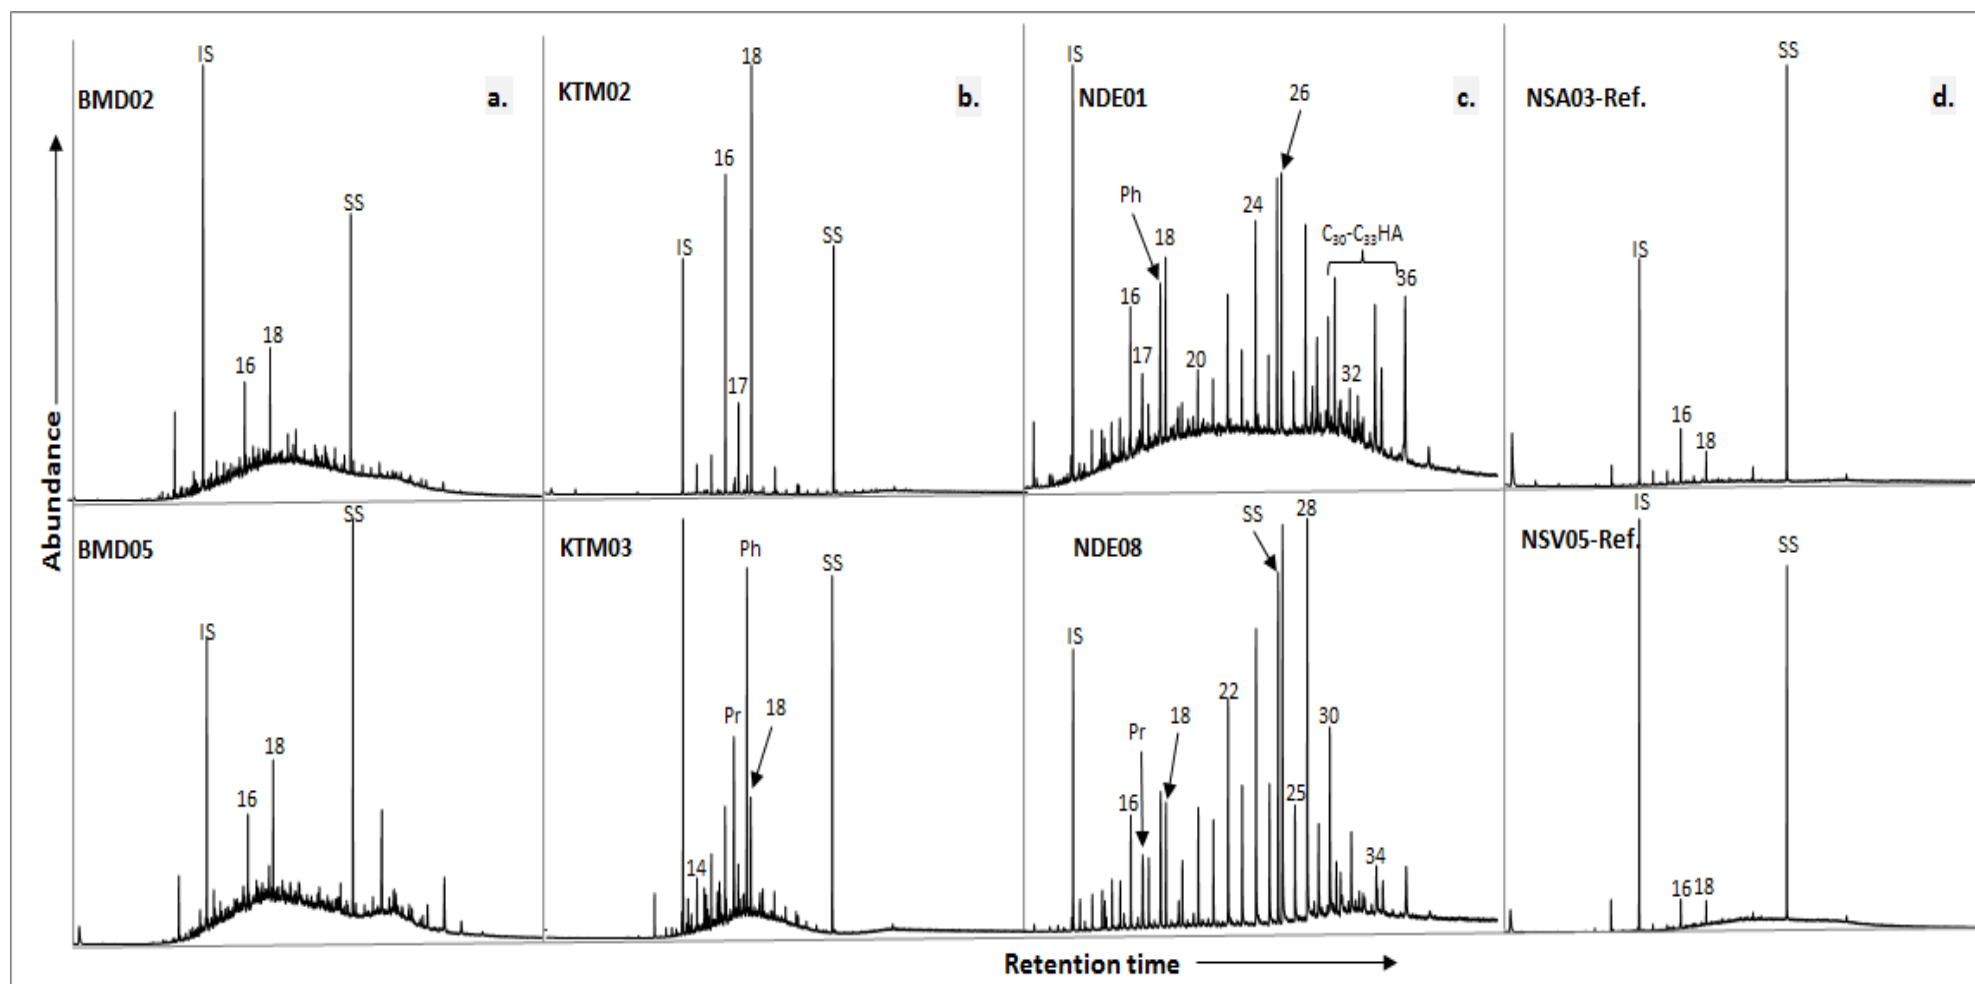 Abundance
BMD02
a.
IS
16
18
SS
KTM02
b.
IS
16
17
18
SS
NDE01
c.
IS
Ph
16
17
18
20
24
26
C₃₀-C₃₃HA
32
36
NSA03-Ref.
d.
IS
16
18
SS
BMD05
IS
16
18
SS
KTM03
14
Pr
Ph
18
SS
NDE08
IS
16
Pr
18
22
SS
25
28
30
34
NSV05-Ref.
IS
16
18
SS
Retention time